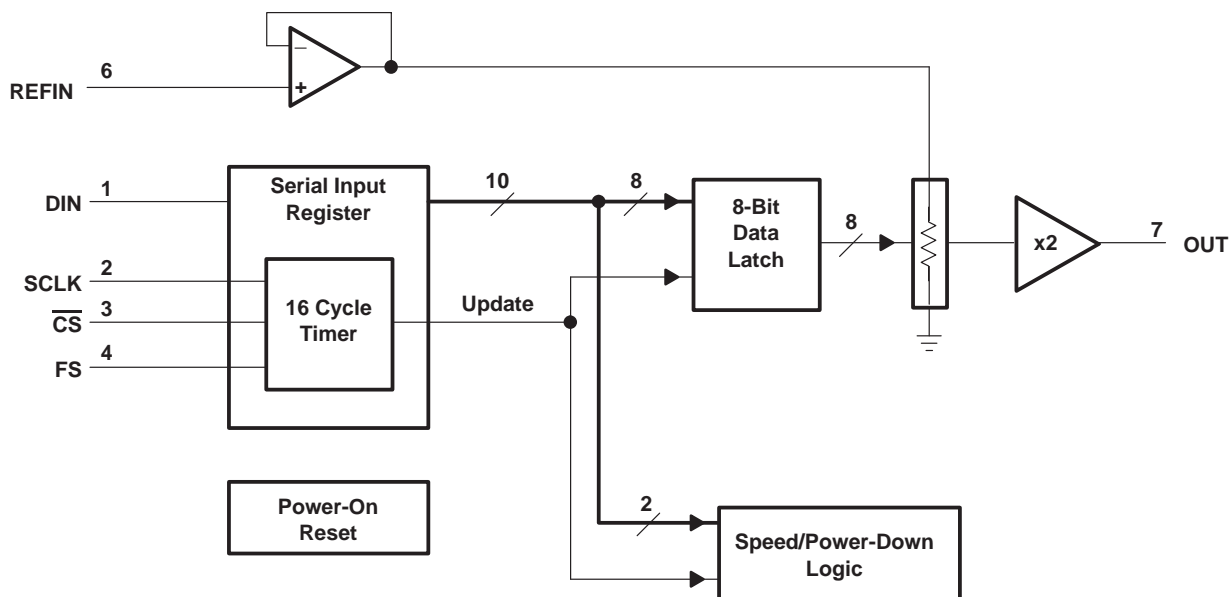 6
REFIN
−
+
DIN
1
SCLK
2
CS
3
FS
4
Serial Input
Register
16 Cycle
Timer
10
8
Update
8-Bit
Data
Latch
8
x2
7
OUT
Power-On
Reset
2
Speed/Power-Down
Logic